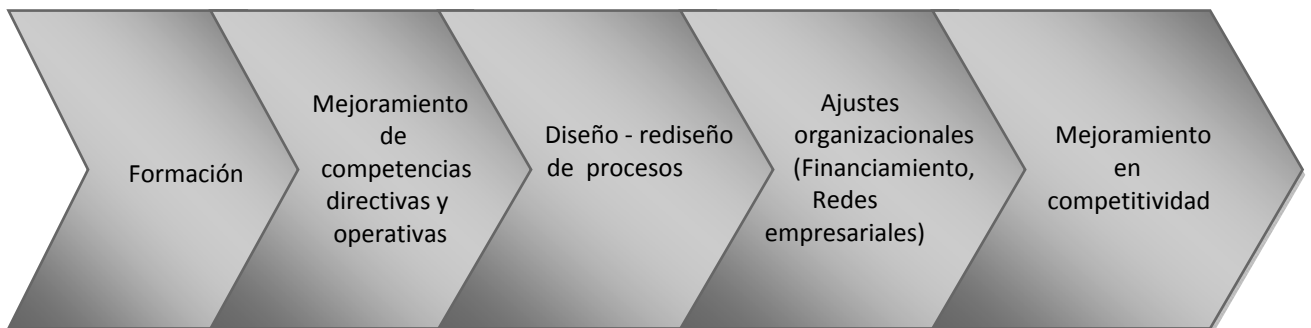 Formación
Mejoramiento
de
competencias
directivas y
operativas
Diseño - rediseño
de procesos
Ajustes
organizacionales
(Financiamiento,
Redes
empresariales)
Mejoramiento
en
competitividad